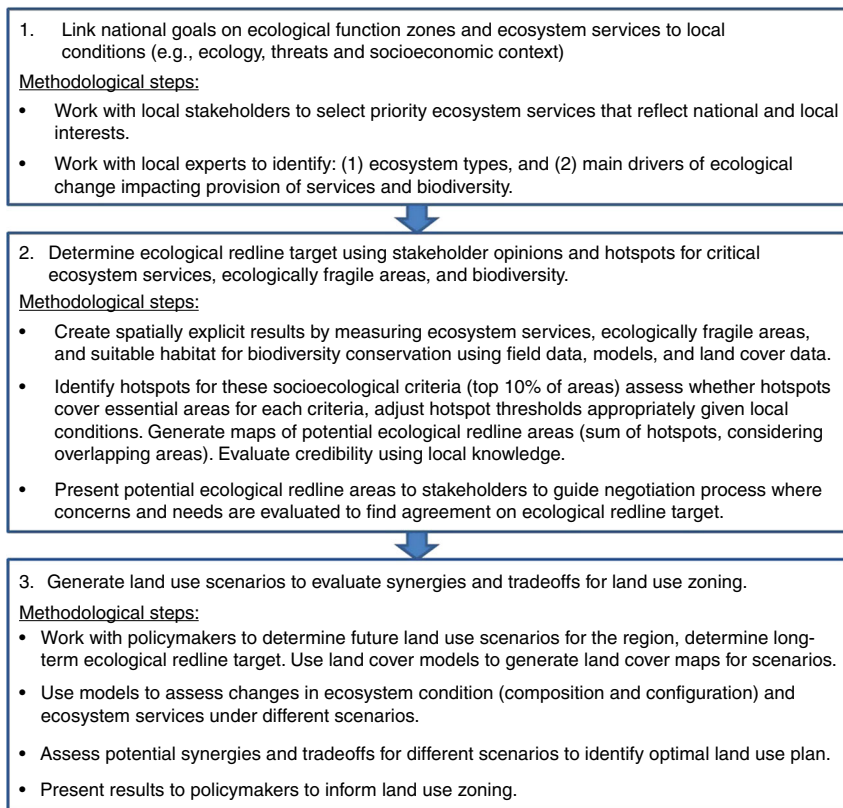 1. Link national goals on ecological function zones and ecosystem services to local
conditions (e.g., ecology, threats and socioeconomic context)
Methodological steps:
• Work with local stakeholders to select priority ecosystem services that reflect national and local
interests.
• Work with local experts to identify: (1) ecosystem types, and (2) main drivers of ecological
change impacting provision of services and biodiversity.
2. Determine ecological redline target using stakeholder opinions and hotspots for critical
ecosystem services, ecologically fragile areas, and biodiversity.
Methodological steps:
• Create spatially explicit results by measuring ecosystem services, ecologically fragile areas,
and suitable habitat for biodiversity conservation using field data, models, and land cover data.
• Identify hotspots for these socioecological criteria (top 10% of areas) assess whether hotspots
cover essential areas for each criteria, adjust hotspot thresholds appropriately given local
conditions. Generate maps of potential ecological redline areas (sum of hotspots, considering
overlapping areas). Evaluate credibility using local knowledge.
• Present potential ecological redline areas to stakeholders to guide negotiation process where
concerns and needs are evaluated to find agreement on ecological redline target.
3. Generate land use scenarios to evaluate synergies and tradeoffs for land use zoning.
Methodological steps:
• Work with policymakers to determine future land use scenarios for the region, determine long-
term ecological redline target. Use land cover models to generate land cover maps for scenarios.
• Use models to assess changes in ecosystem condition (composition and configuration) and
ecosystem services under different scenarios.
• Assess potential synergies and tradeoffs for different scenarios to identify optimal land use plan.
• Present results to policymakers to inform land use zoning.